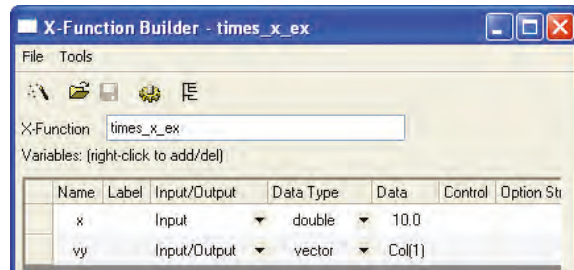 X-Function Builder - times_x_ex
File Tools
X-Function times_x_ex
Variables: (right-click to add/del)
Name Label Input/Output Data Type Data Control Option Str
x Input double 10.0
vy Input/Output vector Col(1)